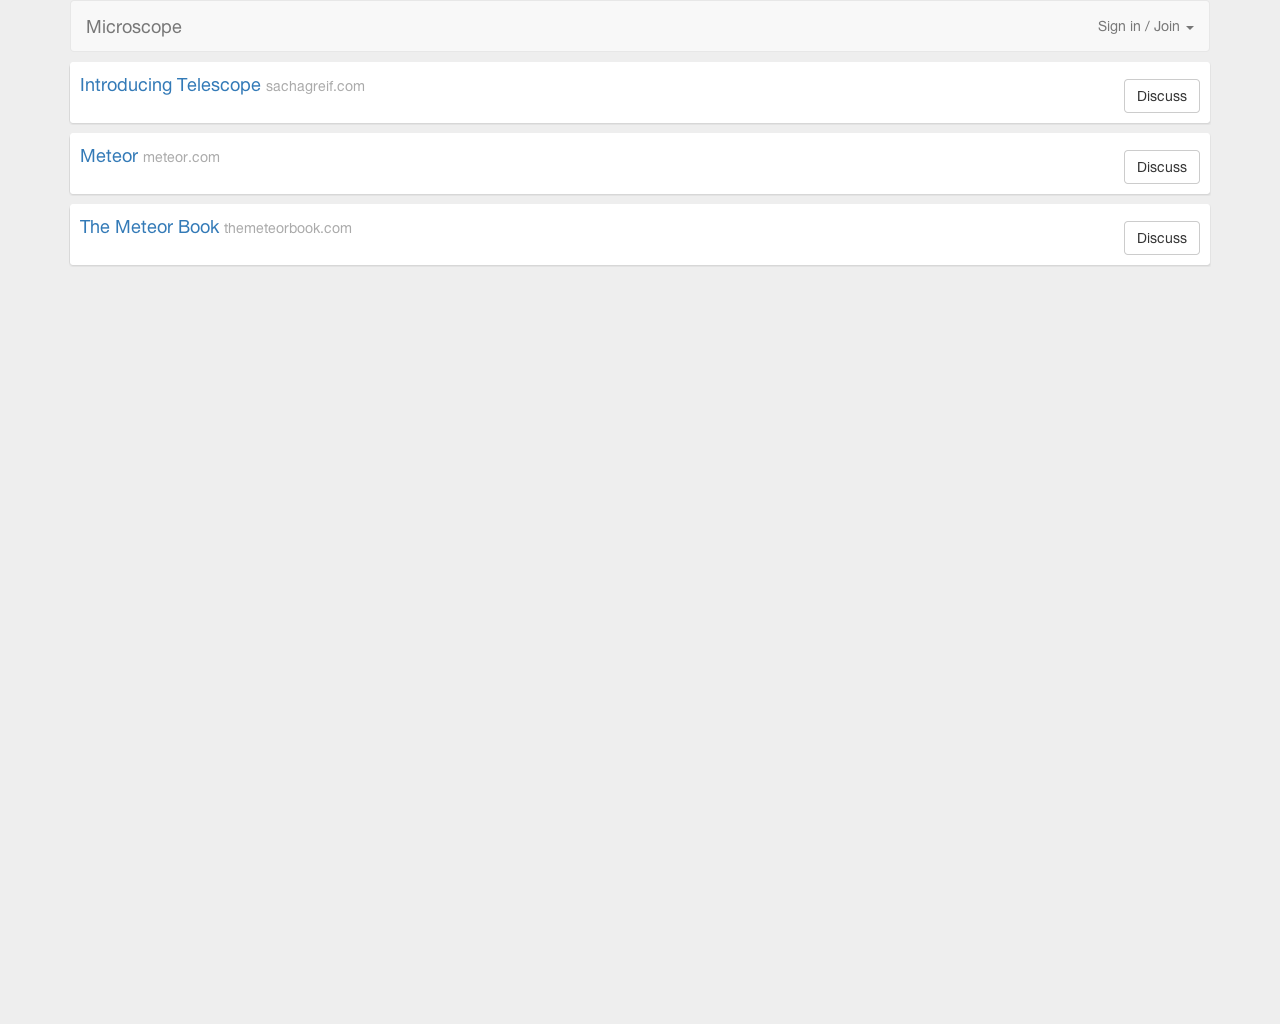 Microscope
Sign in / Join
Introducing Telescope sachagreif.com
Discuss
Meteor meteor.com
Discuss
The Meteor Book themeteorbook.com
Discuss